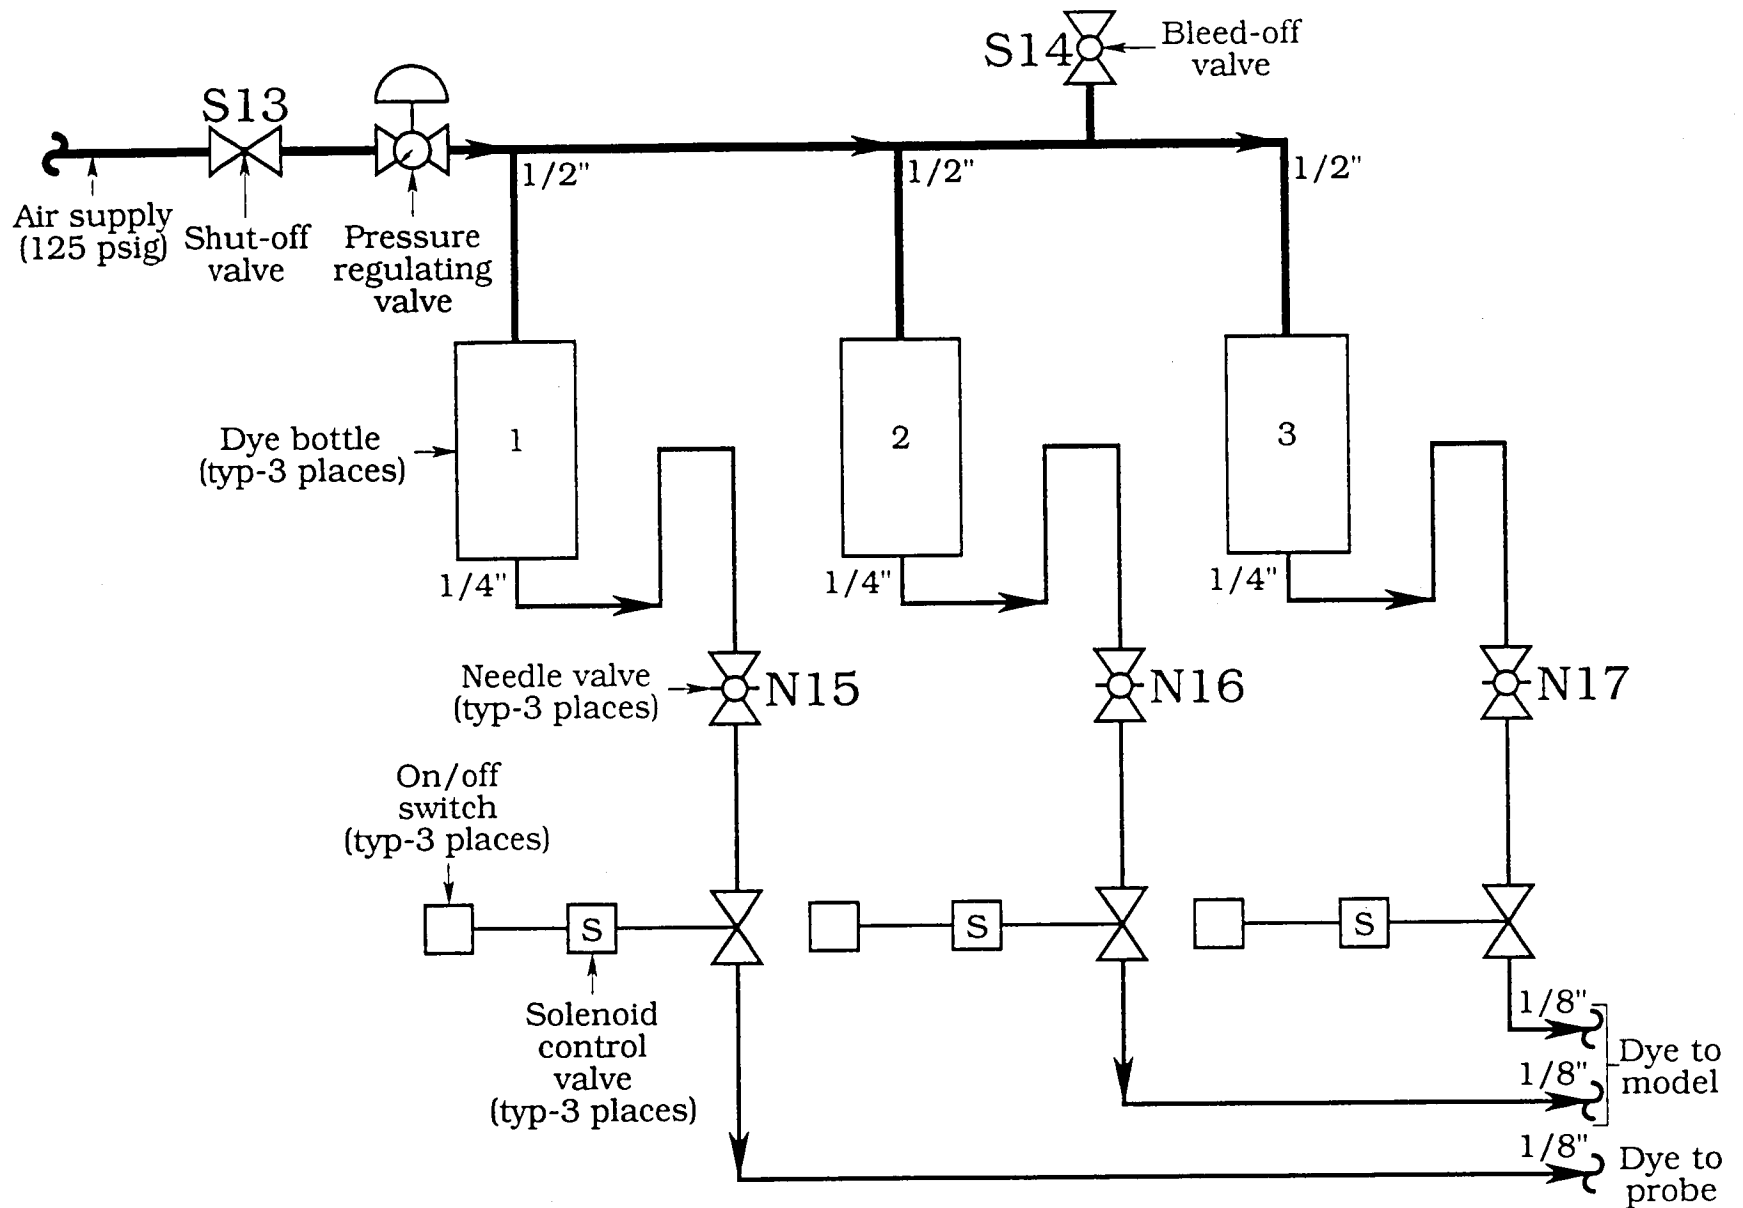 S14
Bleed-off
valve
S13
1/2"
1/2"
1/2"
Air supply
(125 psig)
Shut-off
valve
Pressure
regulating
valve
Dye bottle
(typ-3 places)
1
2
3
1/4"
1/4"
1/4"
Needle valve
(typ-3 places)
N15
N16
N17
On/off
switch
(typ-3 places)
S
S
S
Solenoid
control
valve
(typ-3 places)
1/8"
1/8"
Dye to
model
1/8"
Dye to
probe